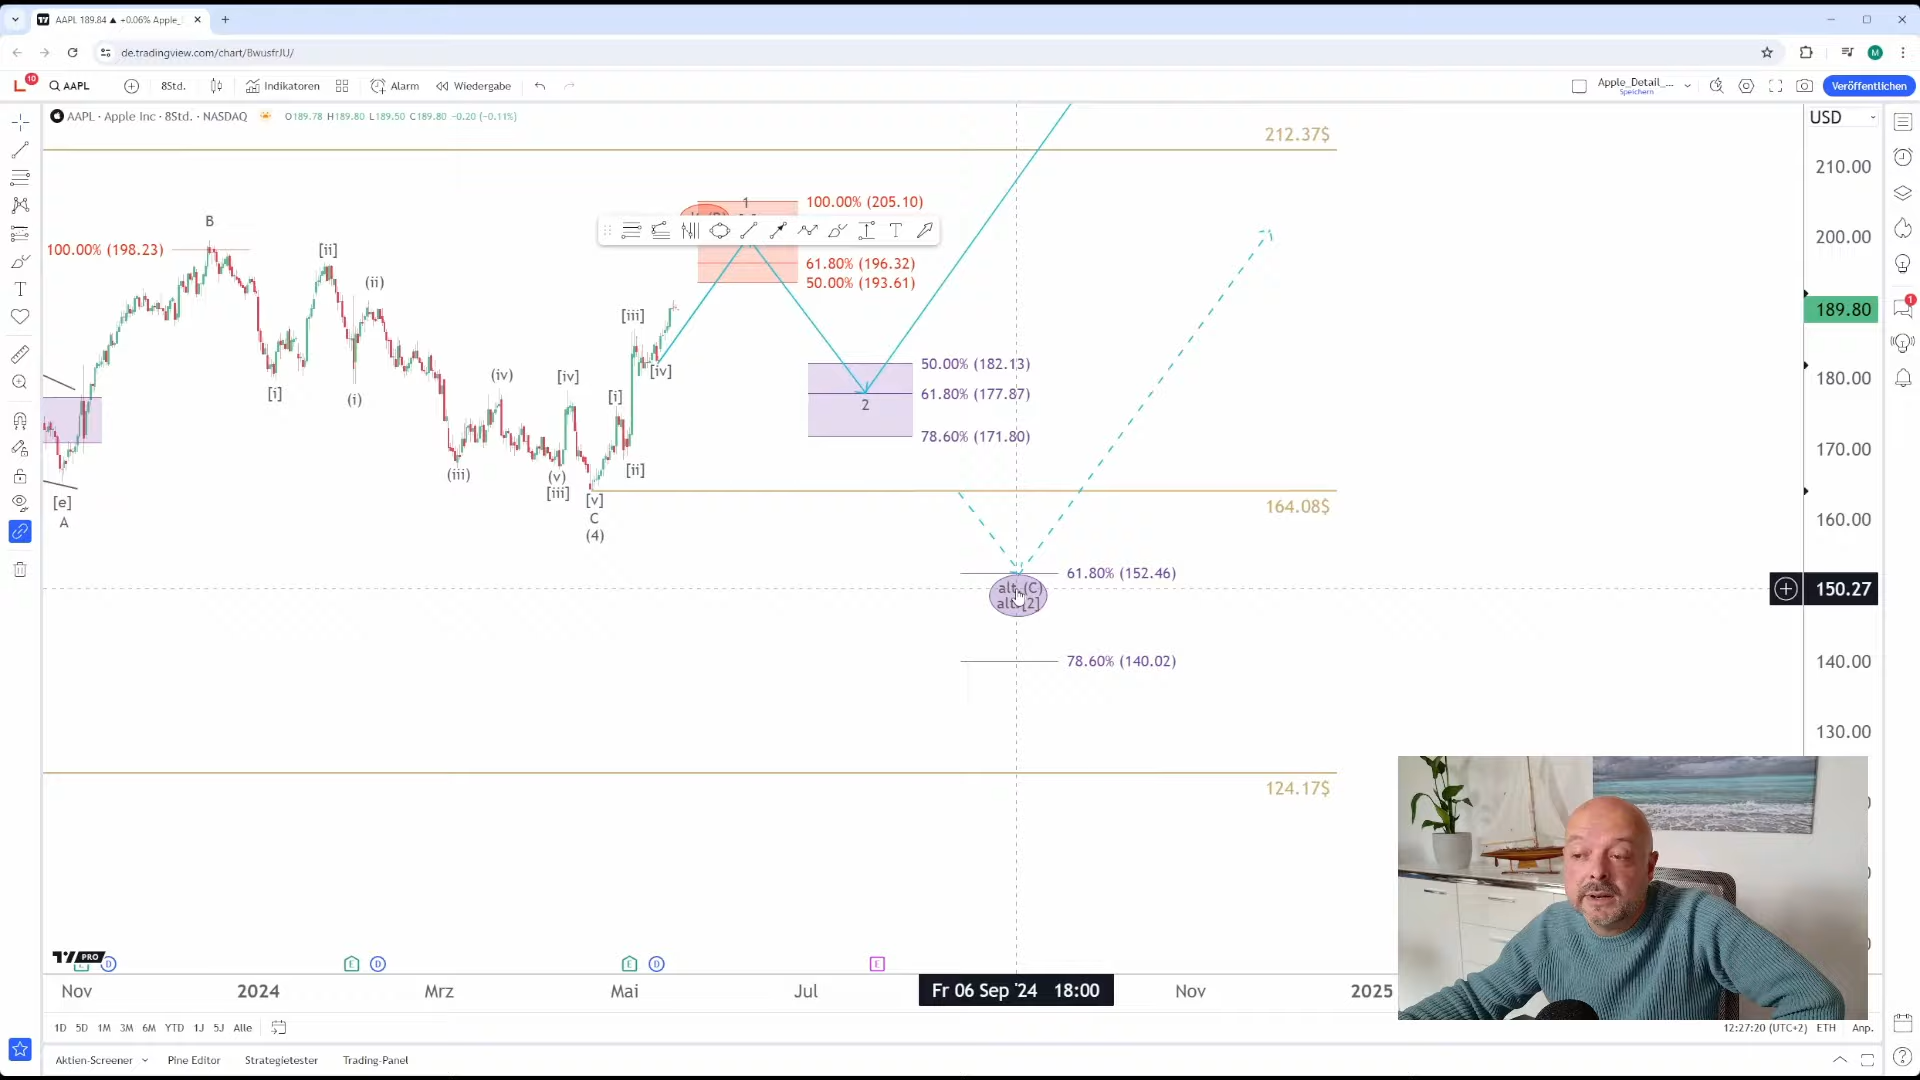 AAPL 189.84 ▲ +0.06% Apple_
de.tradingview.com/chart/8wusfrJU/
M
10
AAPL
8Std.
Indikatoren
Alarm
Wiedergabe
Apple_Detail_...
Speichern
Veröffentlichen
AAPL · Apple Inc · 8Std. · NASDAQ
O189.78 H189.80 L189.50 C189.80 −0.20 (−0.11%)
USD
212.37$
210.00
1
100.00% (205.10)
B
100.00% (198.23)
[ii]
200.00
61.80% (196.32)
50.00% (193.61)
(ii)
[iii]
189.80
1
50.00% (182.13)
[iv]
(iv)
[iv]
180.00
[i]
(i)
[i]
61.80% (177.87)
2
78.60% (171.80)
170.00
(iii)
(v)
[iii]
[ii]
[v]
C
(4)
[e]
A
164.08$
160.00
61.80% (152.46)
alt. (C)
alt. [2]
150.27
78.60% (140.02)
140.00
130.00
124.17$
PRO
E
D
E
D
E
D
E
Nov
2024
Mrz
Mai
Jul
Fr 06 Sep '24 18:00
Nov
2025
1D 5D 1M 3M 6M YTD 1J 5J Alle
12:27:20 (UTC+2) ETH Anp.
Aktien-Screener
Pine Editor
Strategietester
Trading-Panel